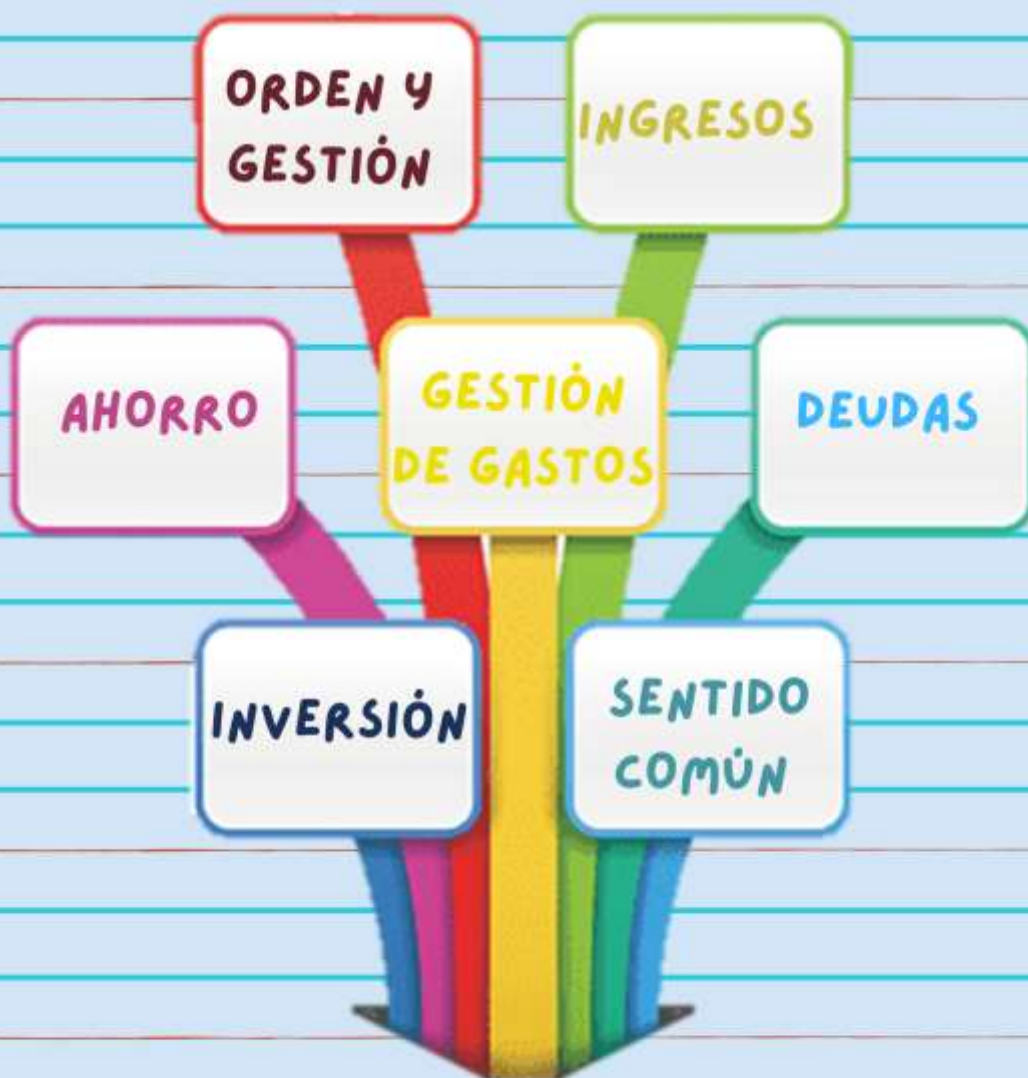 ORDEN Y
GESTIÓN
INGRESOS
AHORRO
GESTIÓN
DE GASTOS
DEUDAS
INVERSIÓN
SENTIDO
COMÚN